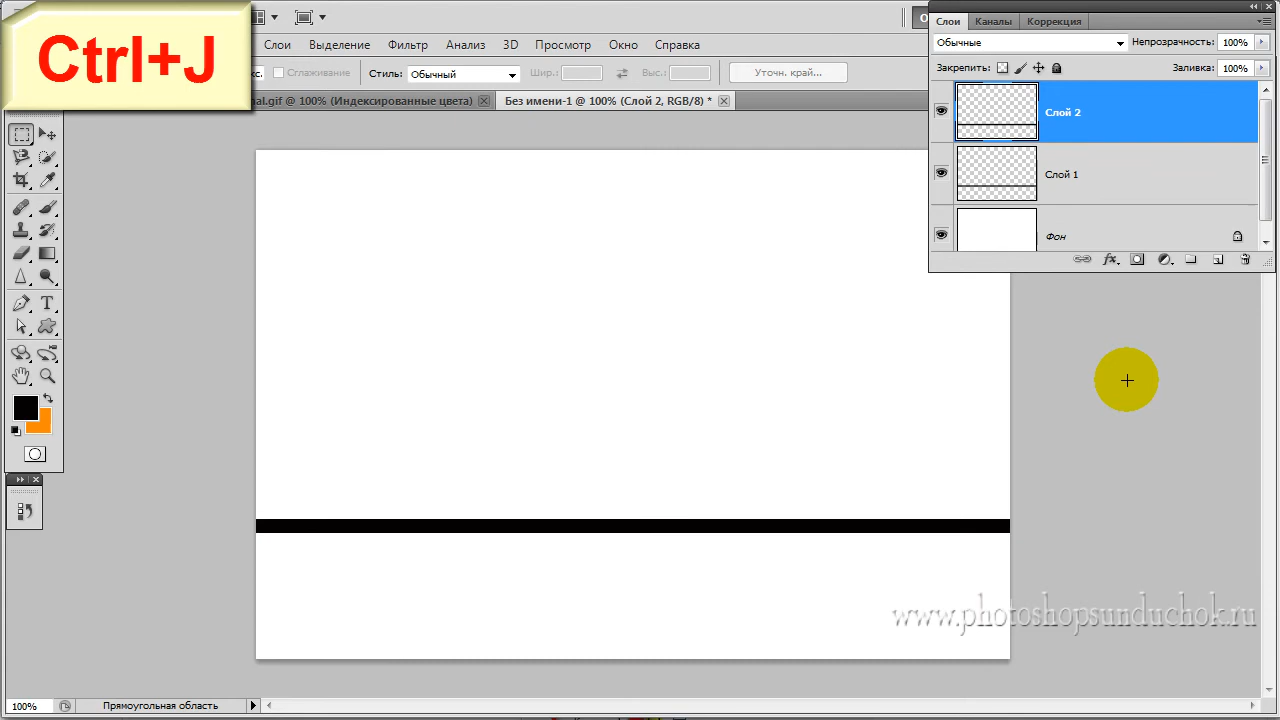 Ctrl+J
Слои Выделение Фильтр Анализ 3D Просмотр Окно Справка
кс. Сглаживание Стиль: Обычный Шир.: Выс.: Уточн. край...
al.gif @ 100% (Индексированные цвета) Без имени-1 @ 100% (Слой 2, RGB/8) *
Слои Каналы Коррекция
Обычные Непрозрачность: 100%
Закрепить: Заливка: 100%
Слой 2
Слой 1
Фон
fx
T
www.photoshopsunduchok.ru
100% Прямоугольная область